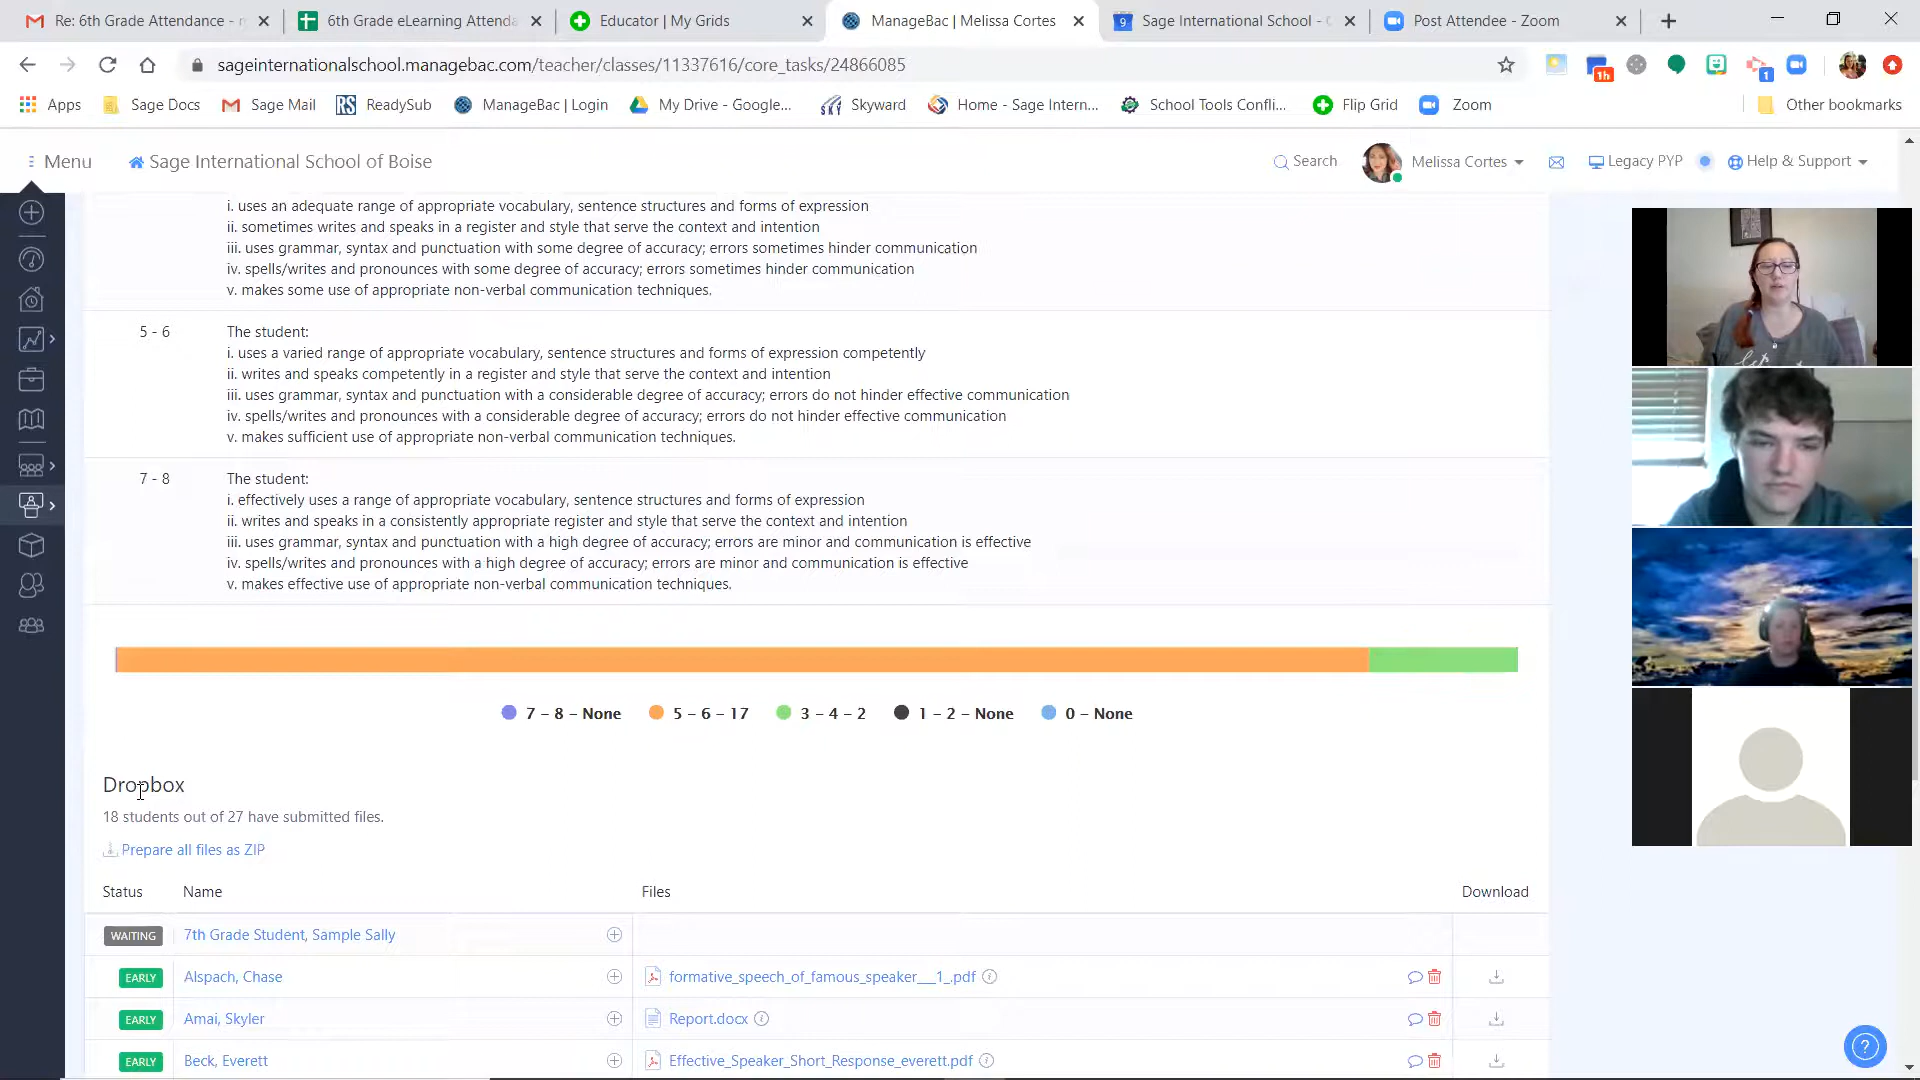 Re: 6th Grade Attendance -
6th Grade eLearning Attenda
Educator | My Grids
ManageBac | Melissa Cortes
Sage International School -
Post Attendee - Zoom
sageinternationalschool.managebac.com/teacher/classes/11337616/core_tasks/24866085
1h
1
Apps
Sage Docs
Sage Mail
RS ReadySub
ManageBac | Login
My Drive - Google...
Skyward
Home - Sage Intern...
School Tools Confli...
Flip Grid
Zoom
Other bookmarks
Menu
Sage International School of Boise
Search
Melissa Cortes
Legacy PYP
Help & Support
i. uses an adequate range of appropriate vocabulary, sentence structures and forms of expression
ii. sometimes writes and speaks in a register and style that serve the context and intention
iii. uses grammar, syntax and punctuation with some degree of accuracy; errors sometimes hinder communication
iv. spells/writes and pronounces with some degree of accuracy; errors sometimes hinder communication
v. makes some use of appropriate non-verbal communication techniques.
5 - 6
The student:
i. uses a varied range of appropriate vocabulary, sentence structures and forms of expression competently
ii. writes and speaks competently in a register and style that serve the context and intention
iii. uses grammar, syntax and punctuation with a considerable degree of accuracy; errors do not hinder effective communication
iv. spells/writes and pronounces with a considerable degree of accuracy; errors do not hinder effective communication
v. makes sufficient use of appropriate non-verbal communication techniques.
7 - 8
The student:
i. effectively uses a range of appropriate vocabulary, sentence structures and forms of expression
ii. writes and speaks in a consistently appropriate register and style that serve the context and intention
iii. uses grammar, syntax and punctuation with a high degree of accuracy; errors are minor and communication is effective
iv. spells/writes and pronounces with a high degree of accuracy; errors are minor and communication is effective
v. makes effective use of appropriate non-verbal communication techniques.
7 – 8 – None
5 – 6 – 17
3 – 4 – 2
1 – 2 – None
0 – None
Dropbox
18 students out of 27 have submitted files.
Prepare all files as ZIP
Status Name Files Download
WAITING 7th Grade Student, Sample Sally
EARLY Alspach, Chase formative_speech_of_famous_speaker__1_.pdf
EARLY Amai, Skyler Report.docx
EARLY Beck, Everett Effective_Speaker_Short_Response_everett.pdf